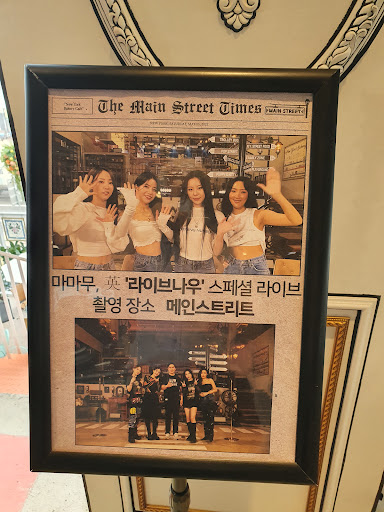 The Main Street Times
MAIN STREET
마마무, 英 '라이브나우' 스페셜 라이브
촬영 장소 메인스트리트